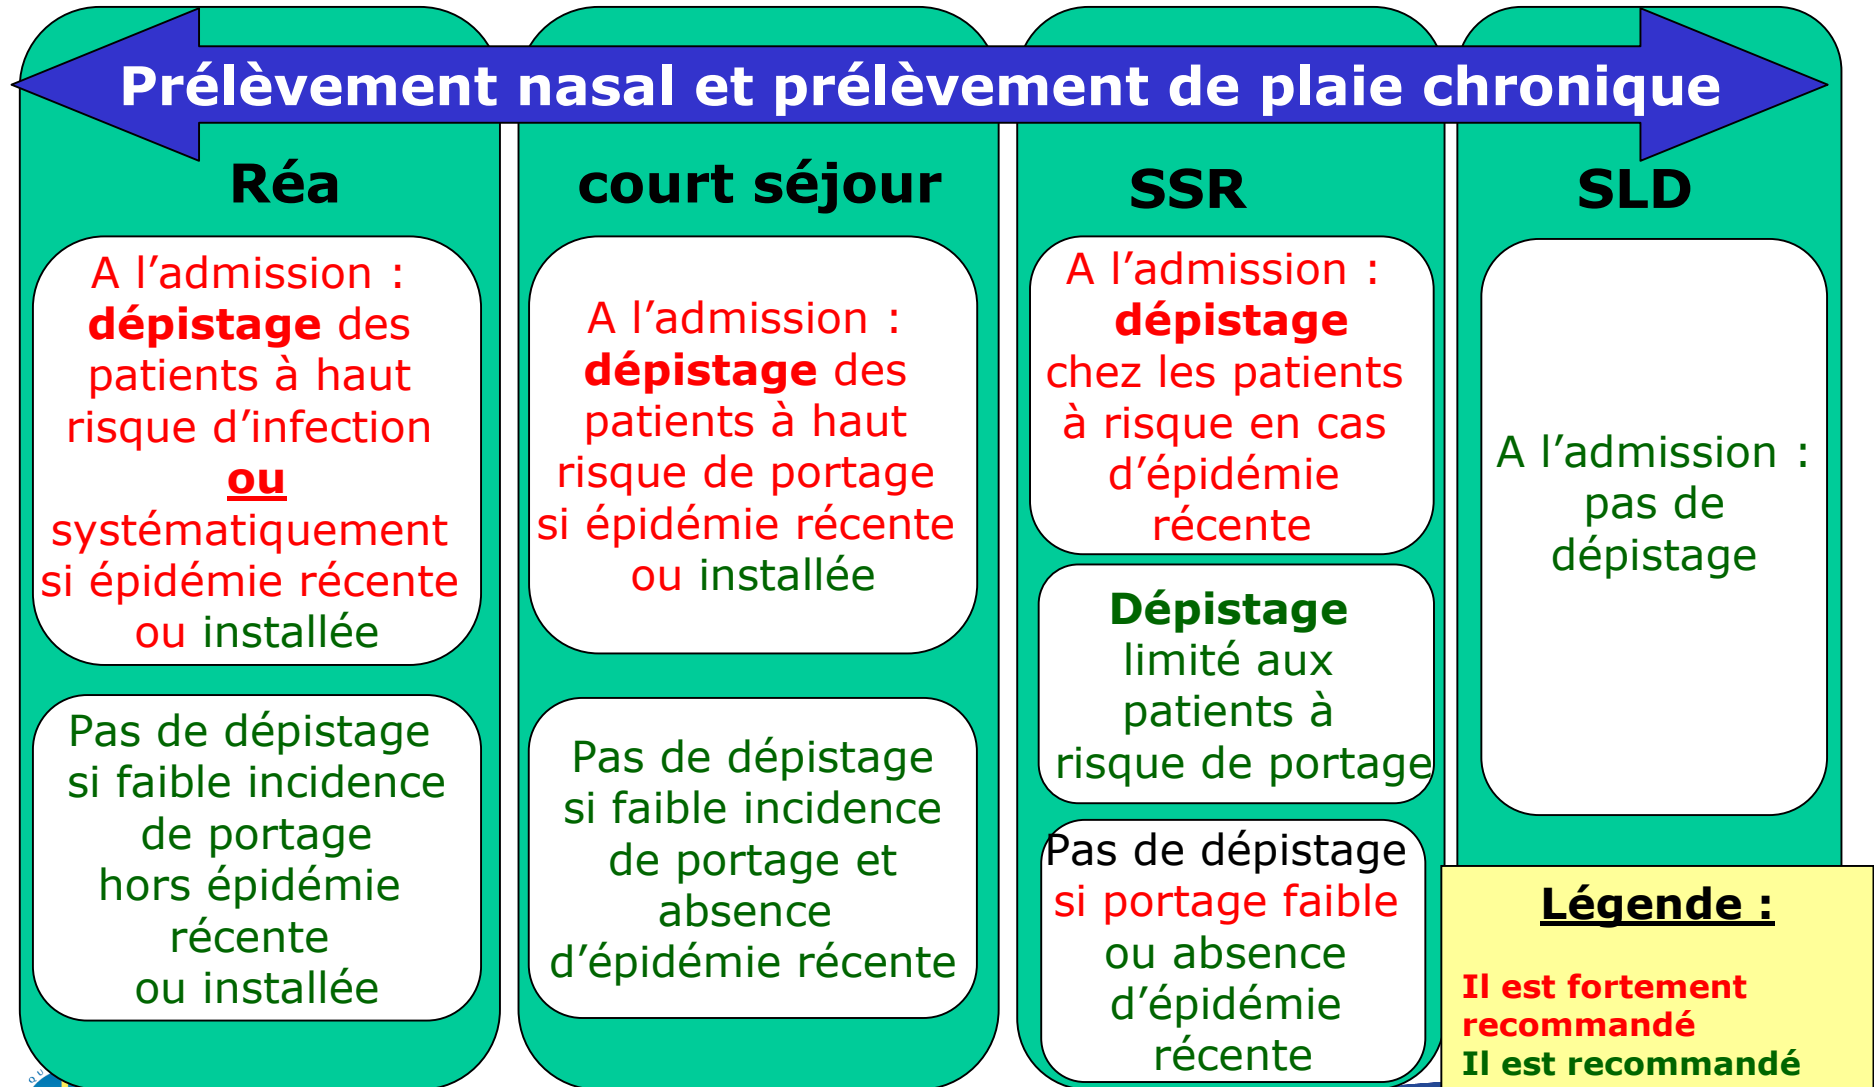 Prélèvement nasal et prélèvement de plaie chronique
Réa
A l’admission :
dépistage des
patients à haut
risque d’infection
ou
systématiquement
si épidémie récente
ou installée
Pas de dépistage
si faible incidence
de portage
hors épidémie
récente
ou installée
court séjour
A l’admission :
dépistage des
patients à haut
risque de portage
si épidémie récente
ou installée
Pas de dépistage
si faible incidence
de portage et
absence
d’épidémie récente
SSR
A l’admission :
dépistage
chez les patients
à risque en cas
d’épidémie
récente
Dépistage
limité aux
patients à
risque de portage
Pas de dépistage
si portage faible
ou absence
d’épidémie
récente
SLD
A l’admission :
pas de
dépistage
Légende :
Il est fortement
recommandé
Il est recommandé